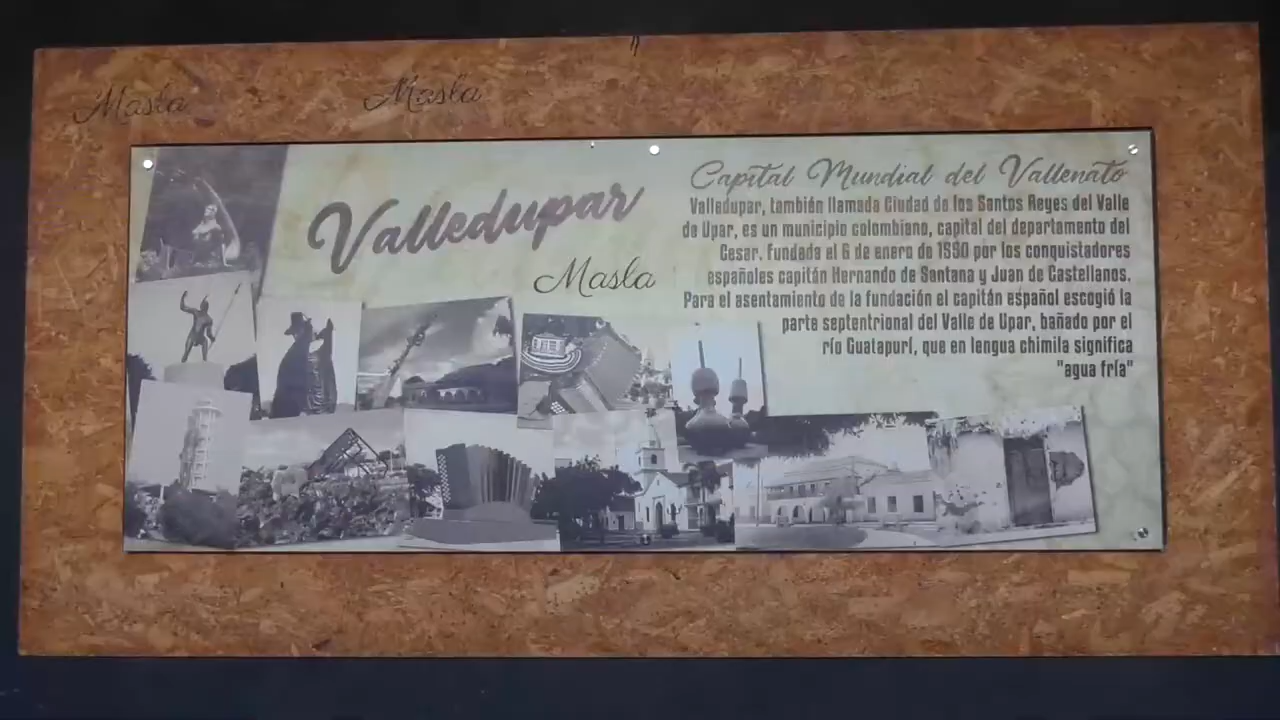 Masla
Masla
Valledupar
Masla
Capital Mundial del Vallenato
Valledupar, también llamada Ciudad de los Santos Reyes del Valle
de Upar, es un municipio colombiano, capital del departamento del
Cesar. Fundada el 6 de enero de 1550 por los conquistadores
españoles capitán Hernando de Santana y Juan de Castellanos.
Para el asentamiento de la fundación el capitán español escogió la
parte septentrional del Valle de Upar, bañado por el
río Guatapurí, que en lengua chimila significa
"agua fría"